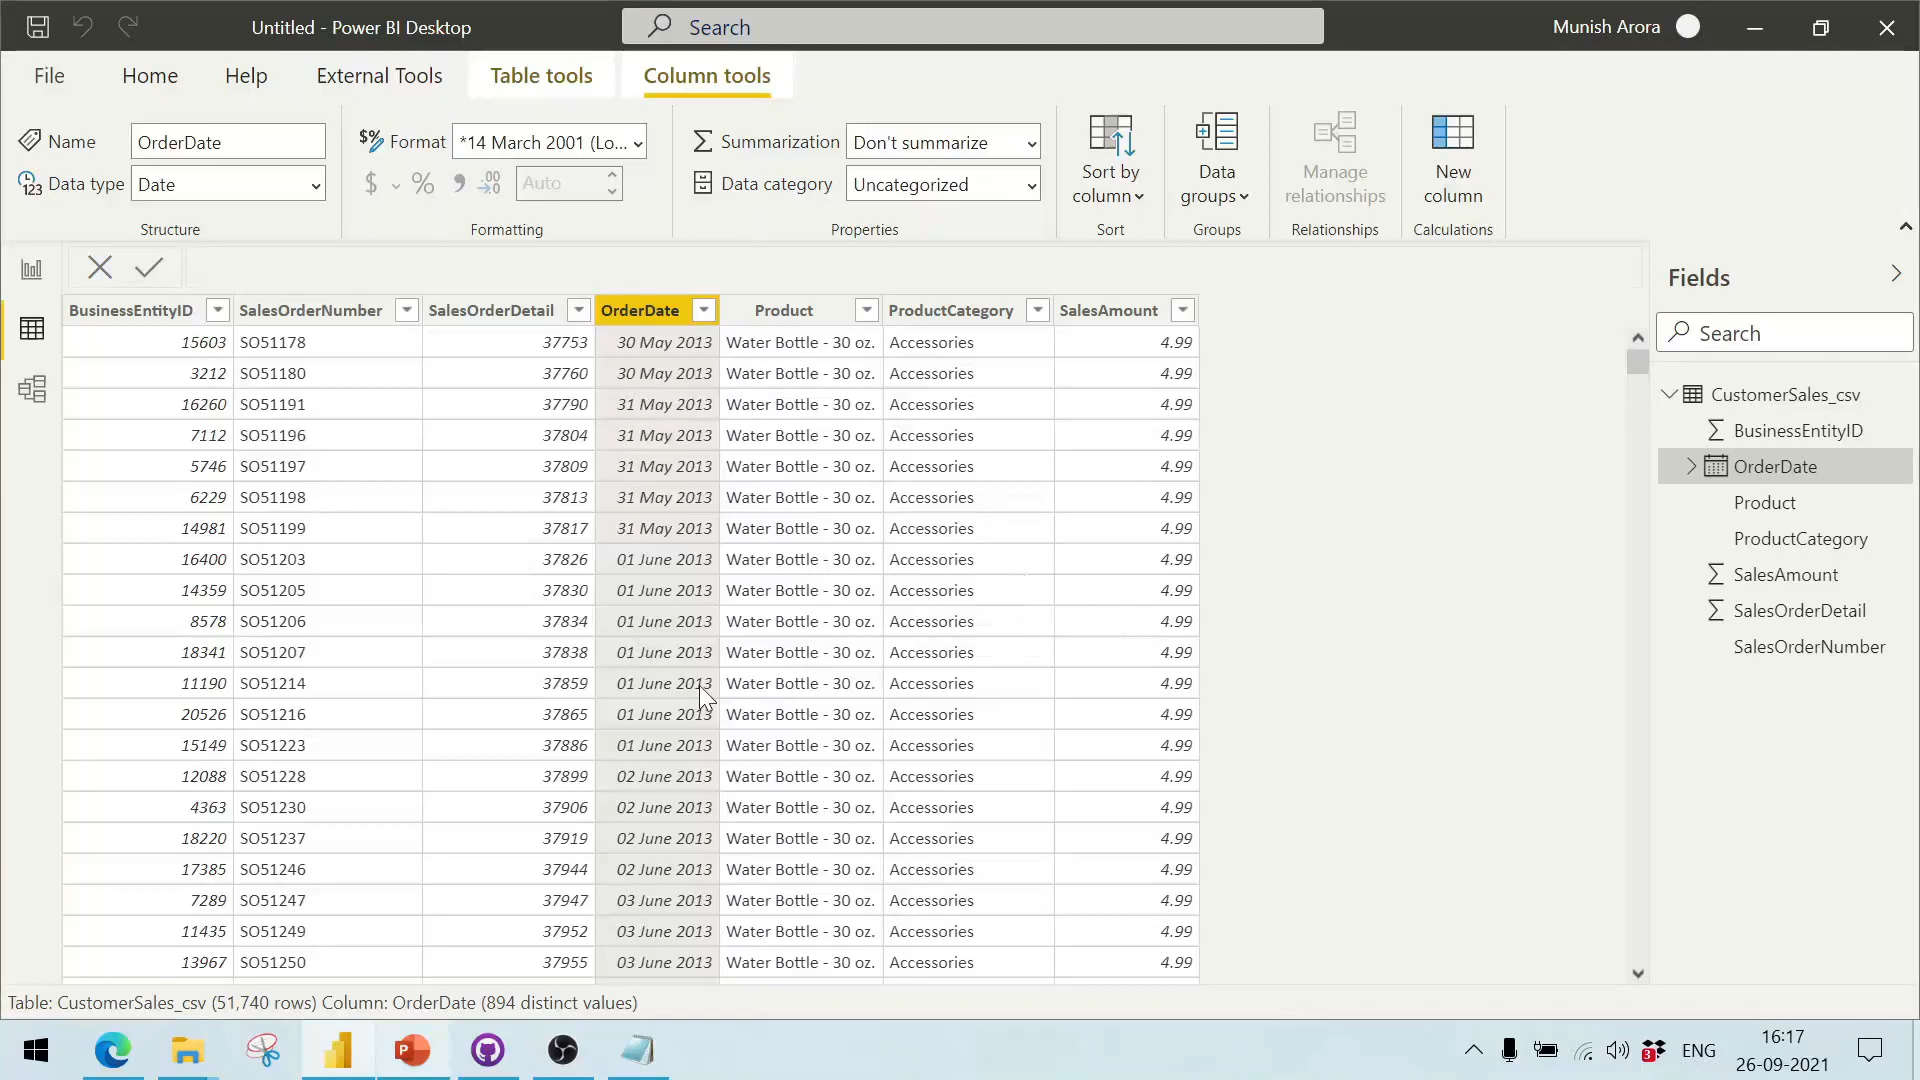 Untitled - Power BI Desktop
Search
Munish Arora
File Home Help External Tools Table tools Column tools
Name OrderDate
Data type Date
Structure
$% Format *14 March 2001 (Lo...
$ % 9 .00 Auto
Formatting
Summarization Don't summarize
Data category Uncategorized
Properties
Sort by column
Sort
Data groups
Groups
Manage relationships
Relationships
New column
Calculations
BusinessEntityID SalesOrderNumber SalesOrderDetail OrderDate Product ProductCategory SalesAmount
15603 SO51178 37753 30 May 2013 Water Bottle - 30 oz. Accessories 4.99
3212 SO51180 37760 30 May 2013 Water Bottle - 30 oz. Accessories 4.99
16260 SO51191 37790 31 May 2013 Water Bottle - 30 oz. Accessories 4.99
7112 SO51196 37804 31 May 2013 Water Bottle - 30 oz. Accessories 4.99
5746 SO51197 37809 31 May 2013 Water Bottle - 30 oz. Accessories 4.99
6229 SO51198 37813 31 May 2013 Water Bottle - 30 oz. Accessories 4.99
14981 SO51199 37817 31 May 2013 Water Bottle - 30 oz. Accessories 4.99
16400 SO51203 37826 01 June 2013 Water Bottle - 30 oz. Accessories 4.99
14359 SO51205 37830 01 June 2013 Water Bottle - 30 oz. Accessories 4.99
8578 SO51206 37834 01 June 2013 Water Bottle - 30 oz. Accessories 4.99
18341 SO51207 37838 01 June 2013 Water Bottle - 30 oz. Accessories 4.99
11190 SO51214 37859 01 June 2013 Water Bottle - 30 oz. Accessories 4.99
20526 SO51216 37865 01 June 2013 Water Bottle - 30 oz. Accessories 4.99
15149 SO51223 37886 01 June 2013 Water Bottle - 30 oz. Accessories 4.99
12088 SO51228 37899 02 June 2013 Water Bottle - 30 oz. Accessories 4.99
4363 SO51230 37906 02 June 2013 Water Bottle - 30 oz. Accessories 4.99
18220 SO51237 37919 02 June 2013 Water Bottle - 30 oz. Accessories 4.99
17385 SO51246 37944 02 June 2013 Water Bottle - 30 oz. Accessories 4.99
7289 SO51247 37947 03 June 2013 Water Bottle - 30 oz. Accessories 4.99
11435 SO51249 37952 03 June 2013 Water Bottle - 30 oz. Accessories 4.99
13967 SO51250 37955 03 June 2013 Water Bottle - 30 oz. Accessories 4.99
Fields
Search
CustomerSales_csv
BusinessEntityID
OrderDate
Product
ProductCategory
SalesAmount
SalesOrderDetail
SalesOrderNumber
Table: CustomerSales_csv (51,740 rows) Column: OrderDate (894 distinct values)
3 ENG 16:17
26-09-2021